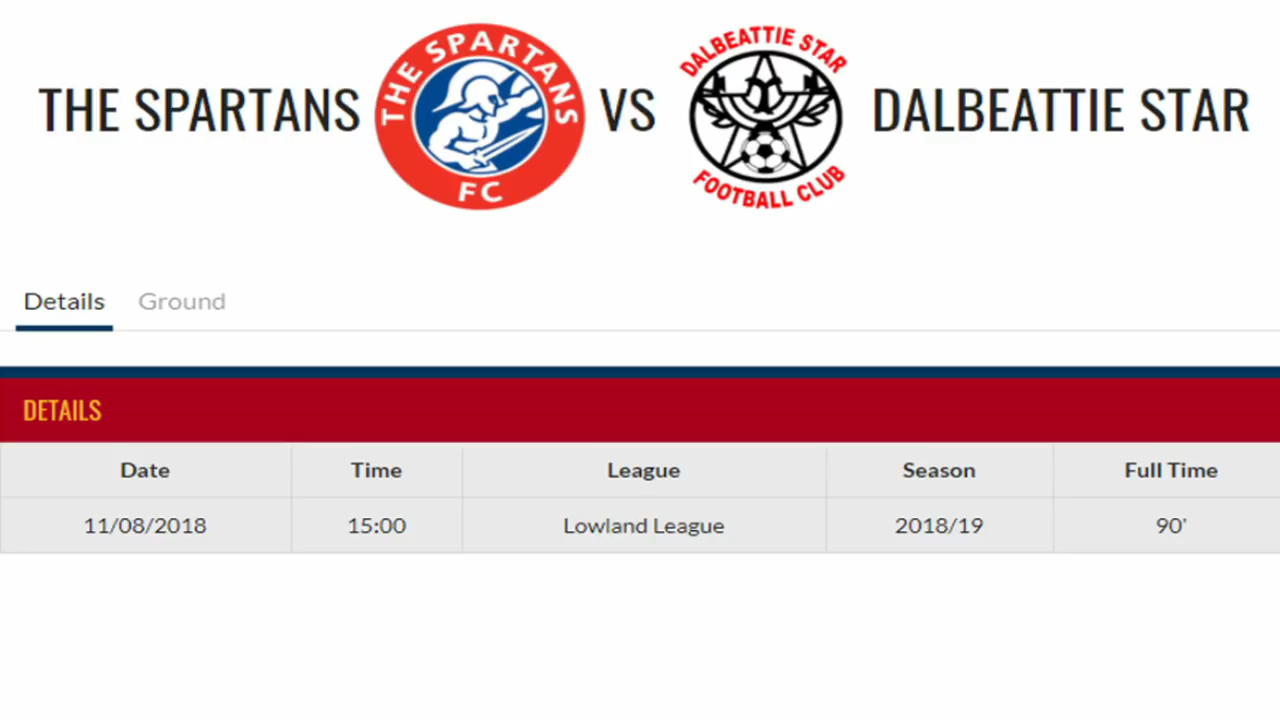 THE SPARTANS THE SPARTANS FC VS DALBEATTIE STAR FOOTBALL CLUB DALBEATTIE STAR
Details Ground
DETAILS
Date Time League Season Full Time
11/08/2018 15:00 Lowland League 2018/19 90'